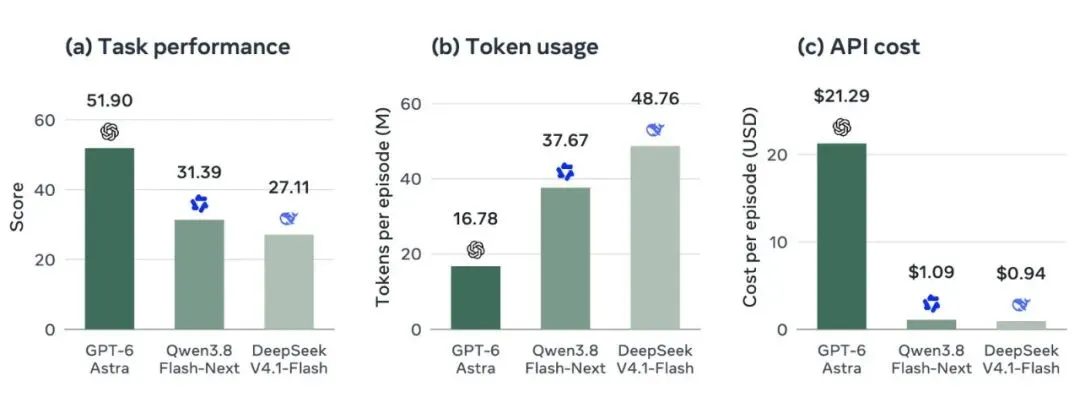 (a) Task performance
51.90
60
31.39
40
27.11
20
0
Score
GPT-6
Astra
Qwen3.8
Flash-Next
DeepSeek
V4.1-Flash
(b) Token usage
60
48.76
37.67
40
16.78
20
0
Tokens per episode (M)
GPT-6
Astra
Qwen3.8
Flash-Next
DeepSeek
V4.1-Flash
(c) API cost
$21.29
20
10
$1.09
$0.94
0
Cost per episode (USD)
GPT-6
Astra
Qwen3.8
Flash-Next
DeepSeek
V4.1-Flash